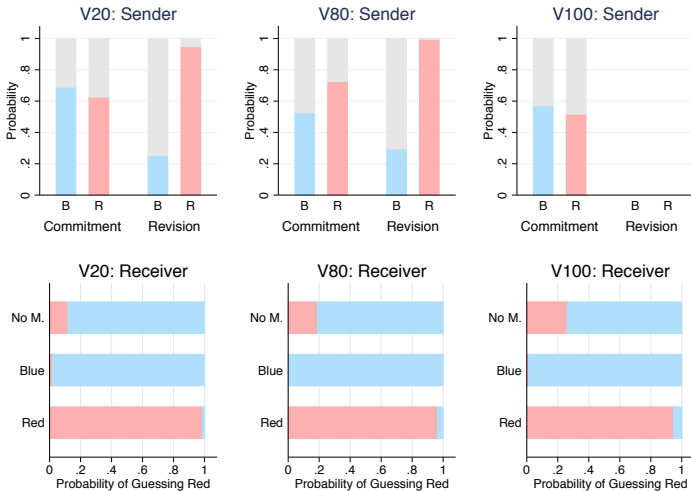 V20: Sender
V80: Sender
V100: Sender
Probability
0 .2 .4 .6 .8 1
B R B R
Commitment Revision
Probability
0 .2 .4 .6 .8 1
B R B R
Commitment Revision
Probability
0 .2 .4 .6 .8 1
B R B R
Commitment Revision
V20: Receiver
V80: Receiver
V100: Receiver
No M.
Blue
Red
0 .2 .4 .6 .8 1
Probability of Guessing Red
No M.
Blue
Red
0 .2 .4 .6 .8 1
Probability of Guessing Red
No M.
Blue
Red
0 .2 .4 .6 .8 1
Probability of Guessing Red